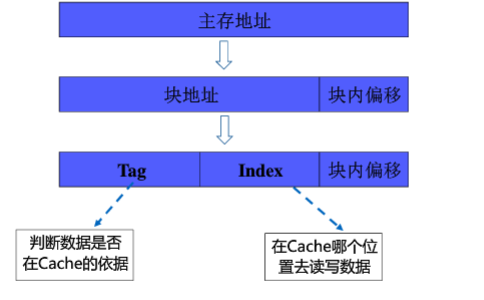 主存地址
块地址 块内偏移
Tag Index 块内偏移
判断数据是否
在Cache的依据
在Cache哪个位
置去读写数据